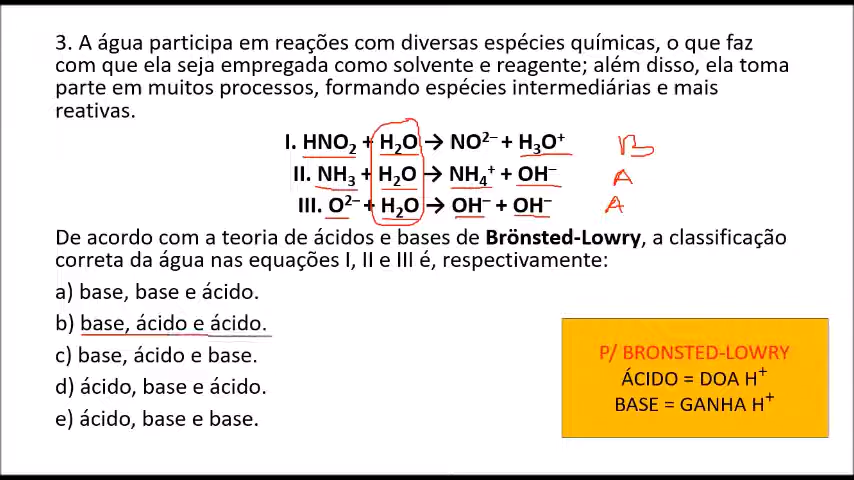 3. A água participa em reações com diversas espécies químicas, o que faz
com que ela seja empregada como solvente e reagente; além disso, ela toma
parte em muitos processos, formando espécies intermediárias e mais
reativas.
I. HNO₂ + H₂O → NO²⁻ + H₃O⁺ B
II. NH₃ + H₂O → NH₄⁺ + OH⁻ A
III. O²⁻ + H₂O → OH⁻ + OH⁻ A
De acordo com a teoria de ácidos e bases de Brönsted-Lowry, a classificação
correta da água nas equações I, II e III é, respectivamente:
a) base, base e ácido.
b) base, ácido e ácido.
c) base, ácido e base.
d) ácido, base e ácido.
e) ácido, base e base.
P/ BRONSTED-LOWRY
ÁCIDO = DOA H⁺
BASE = GANHA H⁺